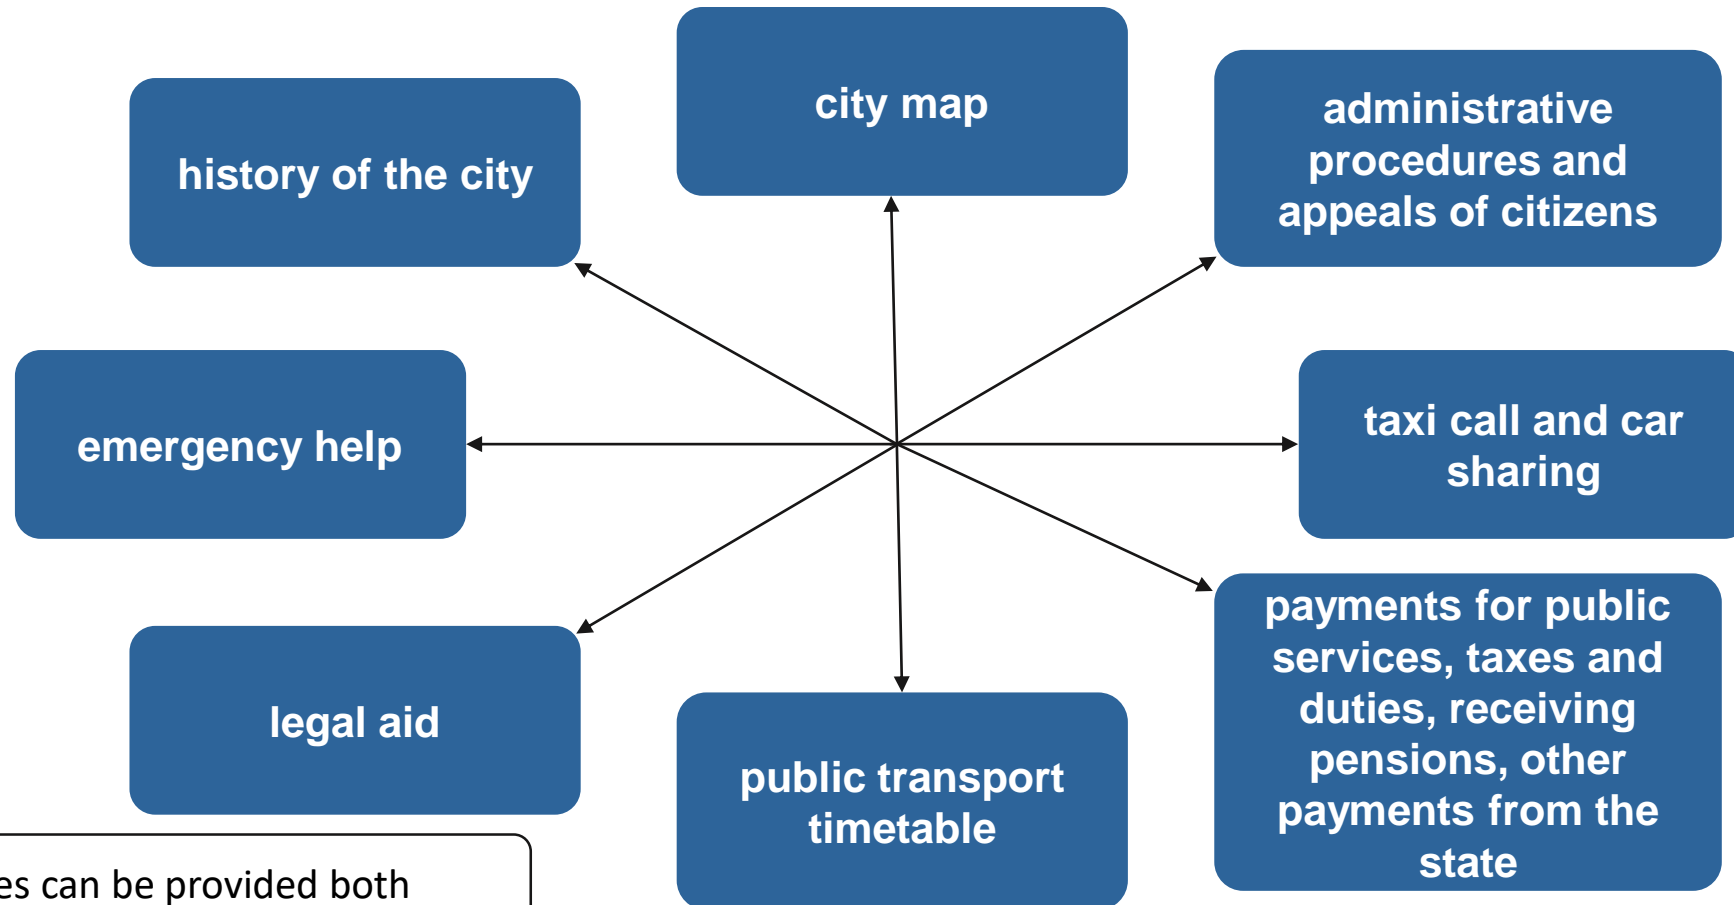 city map
administrative
procedures and
appeals of citizens
history of the city
taxi call and car
sharing
emergency help
payments for public
services, taxes and
duties, receiving
pensions, other
payments from the
state
legal aid
public transport
timetable
can be provided both